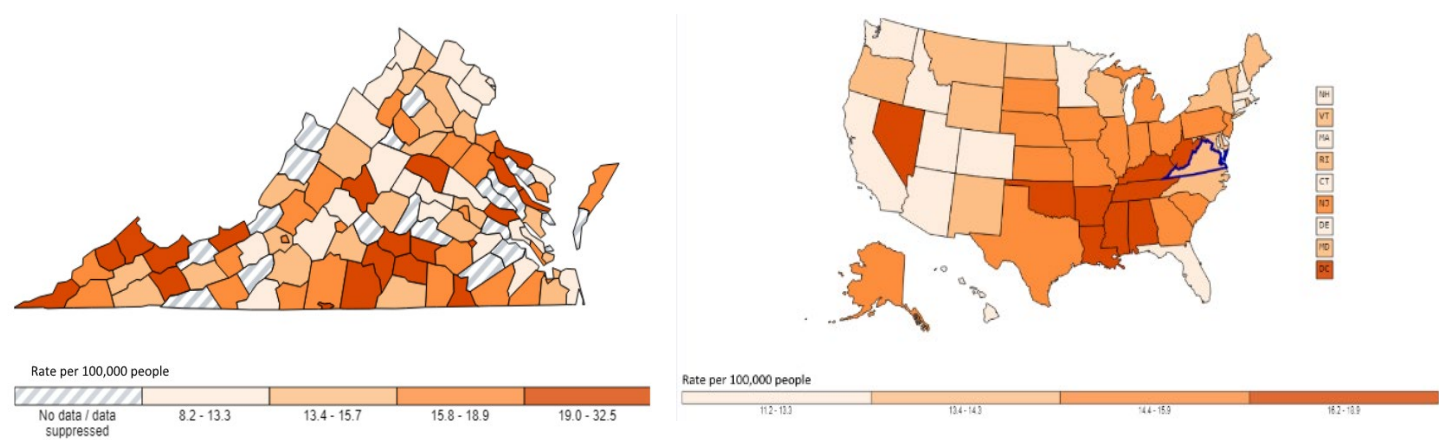 NH
VT
MA
RI
CT
NJ
DE
MD
DC
Rate per 100,000 people
No data / data
suppressed
8.2 - 13.3
13.4 - 15.7
15.8 - 18.9
19.0 - 32.5
Rate per 100,000 people
11.2 - 13.3
13.4 - 14.3
14.4 - 15.9
16.2 - 18.9